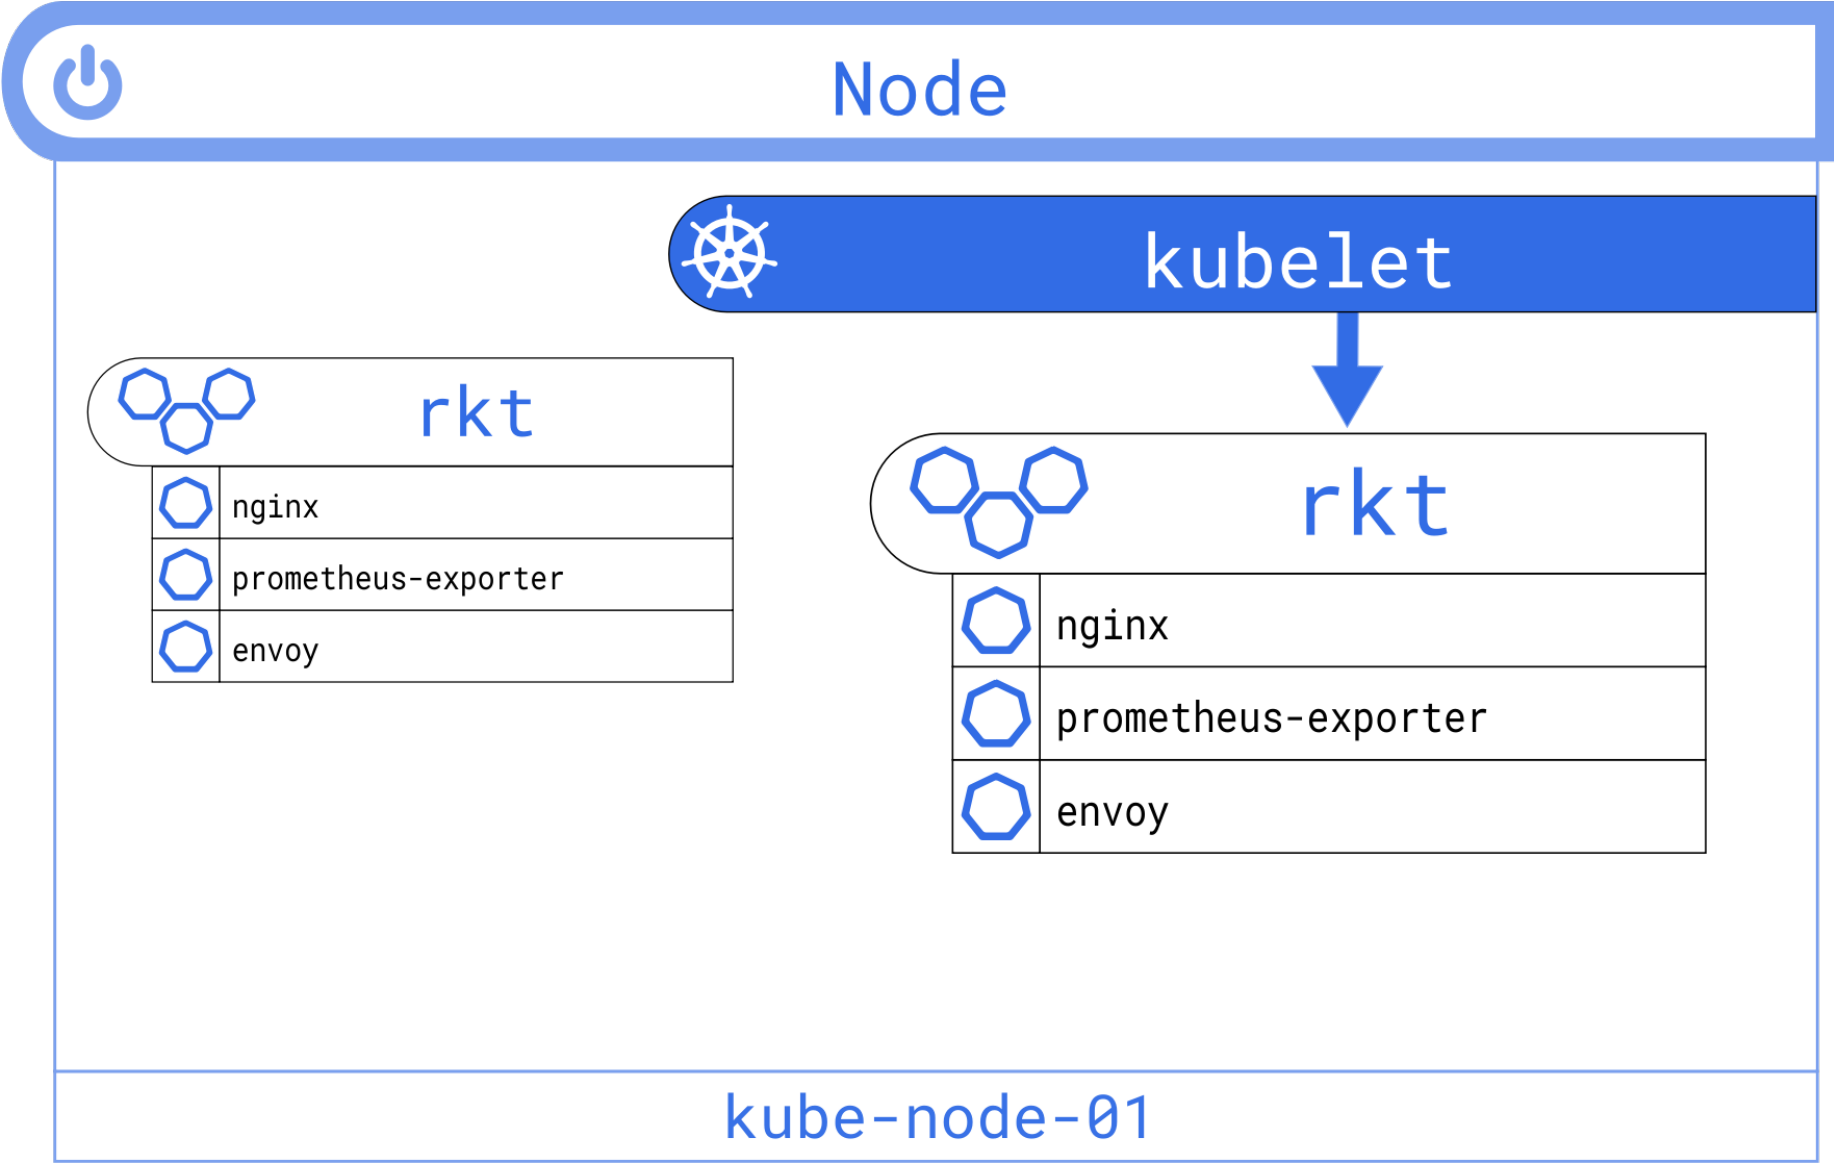 Node
kubelet
rkt
nginx
prometheus-exporter
envoy
rkt
nginx
prometheus-exporter
envoy
kube-node-01